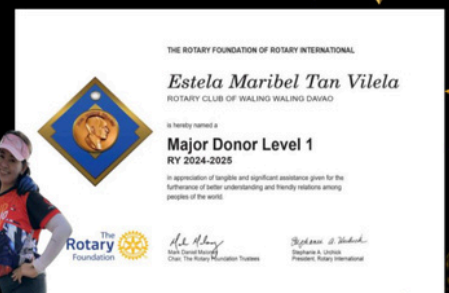 THE ROTARY FOUNDATION OF ROTARY INTERNATIONAL
Estela Maribel Tan Vilela
ROTARY CLUB OF WALING WALING DAVAO
is hereby named a
Major Donor Level 1
RY 2024-2025
in appreciation of tangible and significant assistance given for the
furtherance of better understanding and friendly relations among
peoples of the world.
The
Rotary
Foundation
Mark Daniel Maloney
Chair, The Rotary Foundation Trustees
Stephanie A. Urchick
President, Rotary International